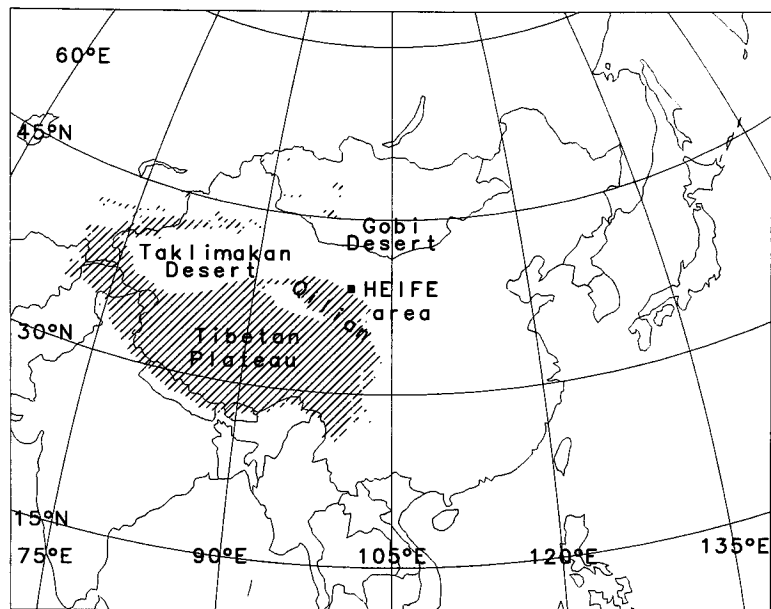 60°E
45°N
Gobi
Desert
Taklimakan
Desert
Qilian
HEIFE
area
30°N
Tibetan
Plateau
15°N
75°E
90°E
105°E
120°E
135°E